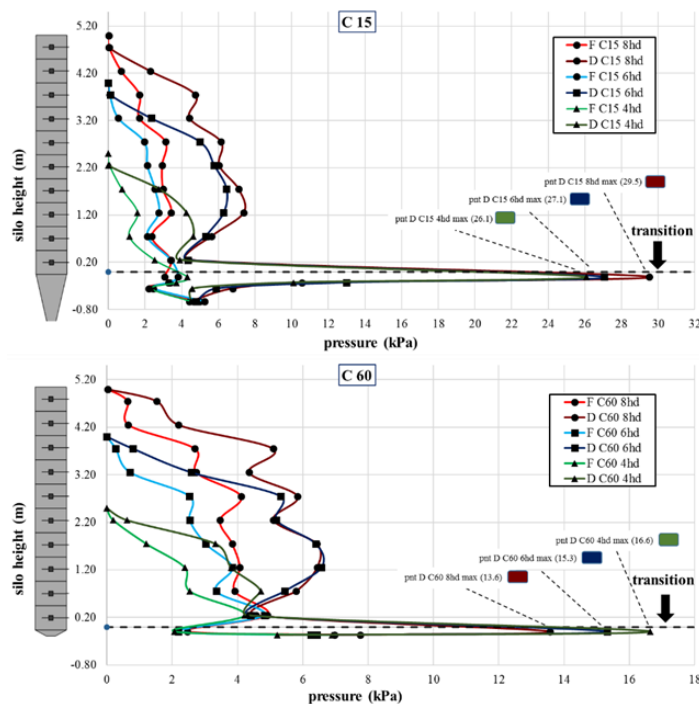 C 15
5.20
4.20
3.20
2.20
1.20
0.20
-0.80
silo height (m)
F C15 8hd
D C15 8hd
F C15 6hd
D C15 6hd
F C15 4hd
D C15 4hd
pnt D C15 8hd max (29.5)
pnt D C15 6hd max (27.1)
pnt D C15 4hd max (26.1)
transition
0 2 4 6 8 10 12 14 16 18 20 22 24 26 28 30 32
pressure (kPa)
C 60
5.20
4.20
3.20
2.20
1.20
0.20
-0.80
silo height (m)
F C60 8hd
D C60 8hd
F C60 6hd
D C60 6hd
F C60 4hd
D C60 4hd
pnt D C60 4hd max (16.6)
pnt D C60 6hd max (15.3)
pnt D C60 8hd max (13.6)
transition
0 2 4 6 8 10 12 14 16 18
pressure (kPa)